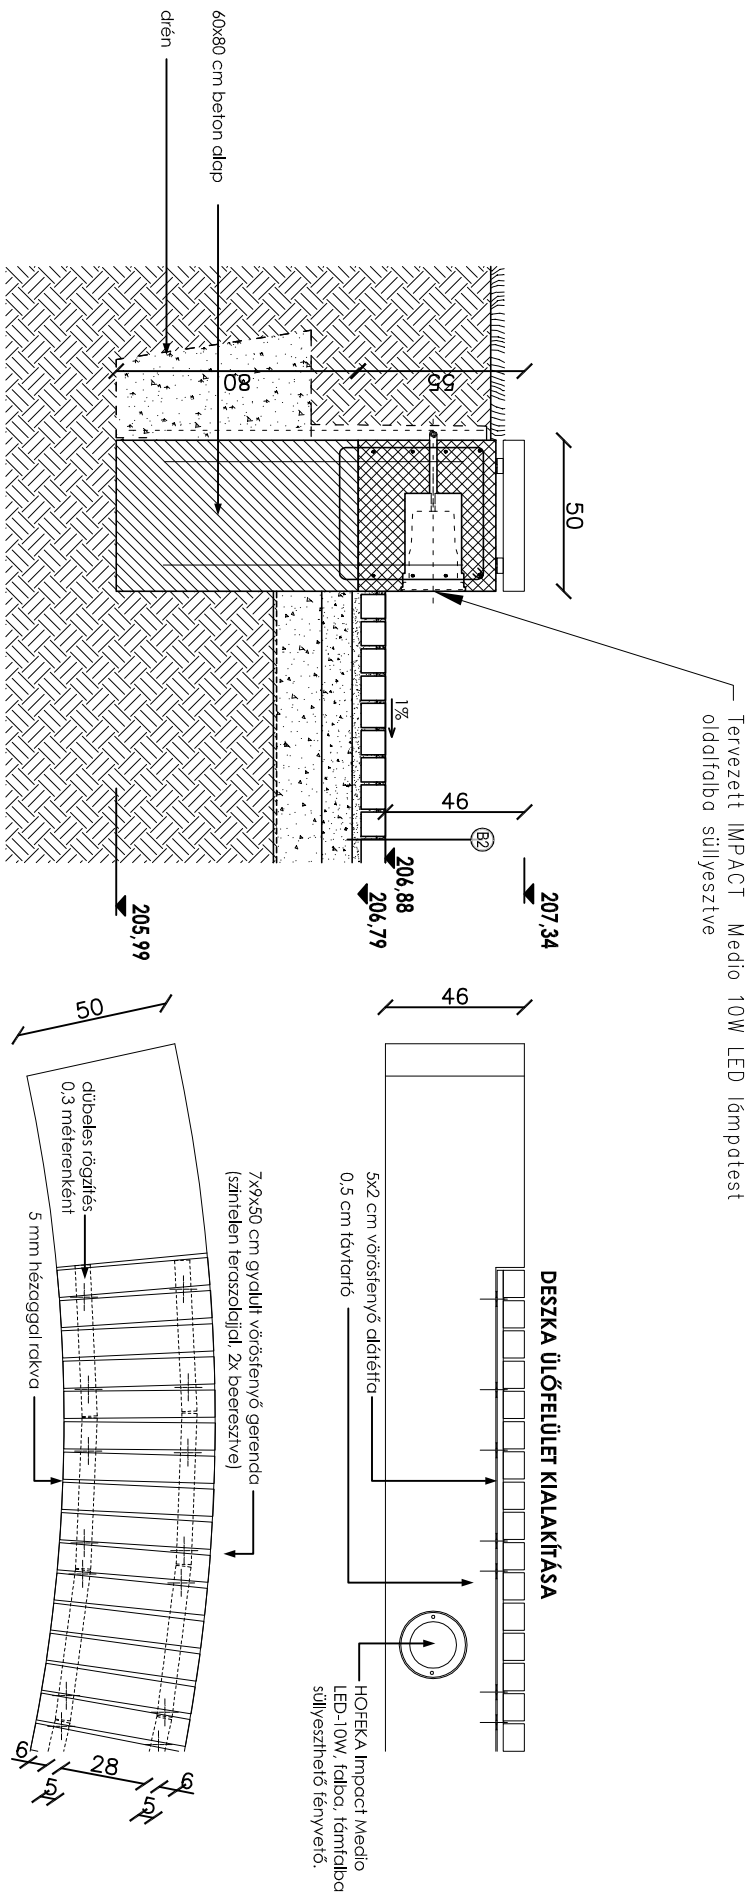 Tervezett IMPACT Medio 10W LED lámpatest
oldalfalba süllyesztve
50
55
80
60x80 cm beton alap
drén
1%
46
B2
207,34
206,88
206,79
205,99
DESZKA ÜLŐFELÜLET KIALAKÍTÁSA
46
5x2 cm vörösfenyő alátétfa
0,5 cm távtartó
HOFEKA Impact Medio
LED-10W, falba, támfalba
süllyeszthető fényvető.
7x9x50 cm gyalult vörösfenyő gerenda
(színtelen teraszolajjal, 2x beeresztve)
50
dübeles rögzítés
0,3 méterenként
5 mm hézaggal rakva
6
5
28
5
6